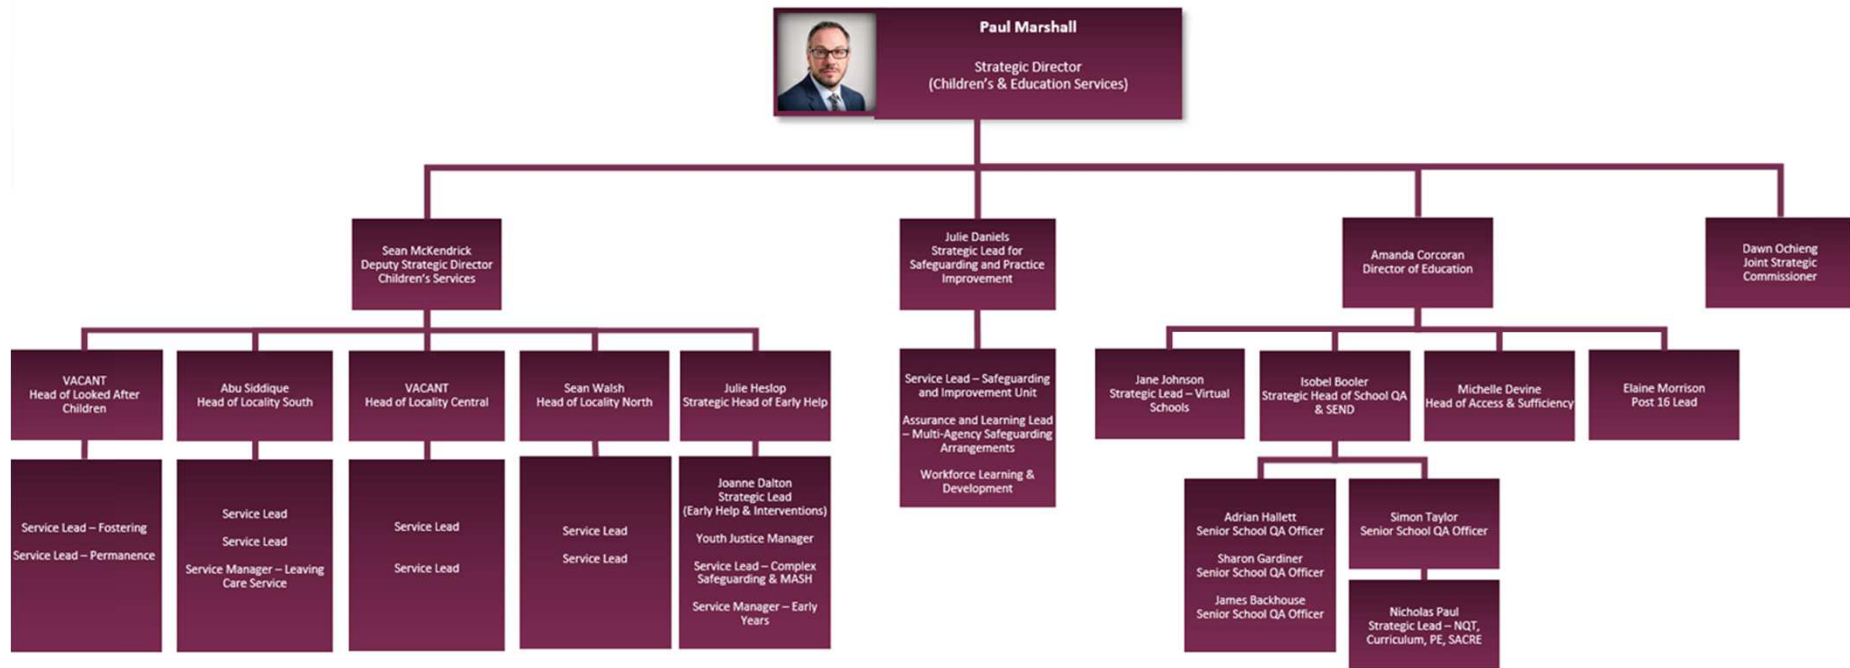 Paul Marshall
Strategic Director
(Children's & Education Services)
Sean McKendrick
Deputy Strategic Director
Children's Services
Julie Daniels
Strategic Lead for
Safeguarding and Practice
Improvement
Amanda Corcoran
Director of Education
Dawn Ochieng
Joint Strategic
Commissioner
VACANT
Head of Looked After
Children
Abu Siddique
Head of Locality South
VACANT
Head of Locality Central
Sean Walsh
Head of Locality North
Julie Heslop
Strategic Head of Early Help
Service Lead – Safeguarding
and Improvement Unit
Assurance and Learning Lead
– Multi-Agency Safeguarding
Arrangements
Workforce Learning &
Development
Jane Johnson
Strategic Lead – Virtual
Schools
Isobel Booler
Strategic Head of School QA
& SEND
Michelle Devine
Head of Access & Sufficiency
Elaine Morrison
Post 16 Lead
Service Lead – Fostering
Service Lead – Permanence
Service Lead
Service Lead
Service Manager – Leaving
Care Service
Service Lead
Service Lead
Service Lead
Service Lead
Joanne Dalton
Strategic Lead
(Early Help & Interventions)
Youth Justice Manager
Service Lead – Complex
Safeguarding & MASH
Service Manager – Early
Years
Adrian Hallett
Senior School QA Officer
Sharon Gardiner
Senior School QA Officer
James Backhouse
Senior School QA Officer
Simon Taylor
Senior School QA Officer
Nicholas Paul
Strategic Lead – NQT,
Curriculum, PE, SACRE